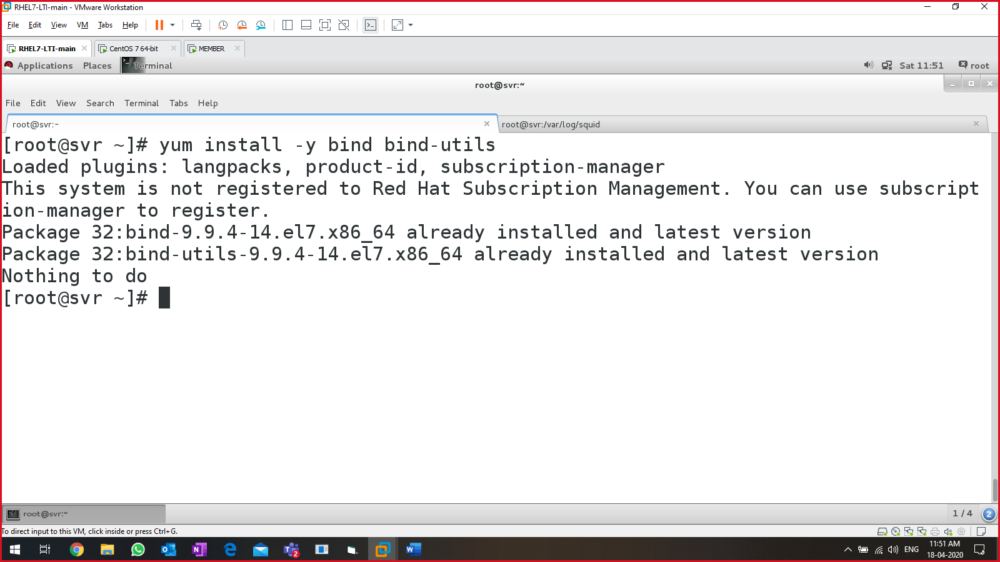 RHEL7-LTI-main - VMware Workstation
File Edit View VM Tabs Help
RHEL7-LTI-main CentOS 7 64-bit MEMBER
Applications Places Terminal Sat 11:51 root
root@svr:~
File Edit View Search Terminal Tabs Help
root@svr:~ root@svr:/var/log/squid
[root@svr ~]# yum install -y bind bind-utils
Loaded plugins: langpacks, product-id, subscription-manager
This system is not registered to Red Hat Subscription Management. You can use subscript
ion-manager to register.
Package 32:bind-9.9.4-14.el7.x86_64 already installed and latest version
Package 32:bind-utils-9.9.4-14.el7.x86_64 already installed and latest version
Nothing to do
[root@svr ~]#
root@svr:~ 1 / 4 2
To direct input to this VM, click inside or press Ctrl+G.
2 ENG 11:51 AM
18-04-2020